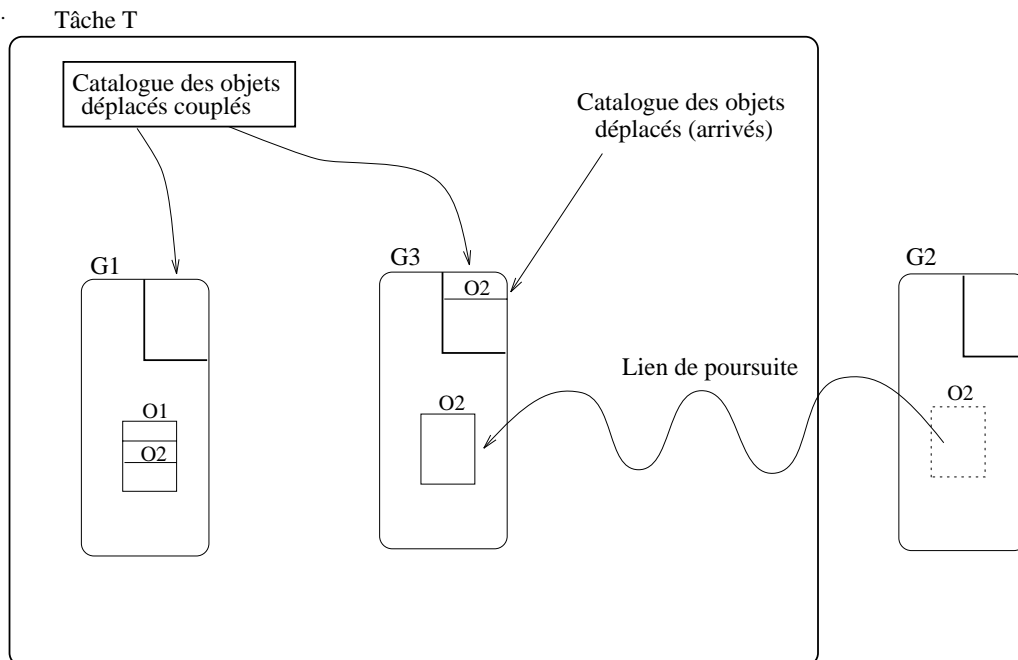 Tâche T
Catalogue des objets
déplacés couplés
Catalogue des objets
déplacés (arrivés)
G1
G3
G2
O2
Lien de poursuite
O1
O2
O2
O2